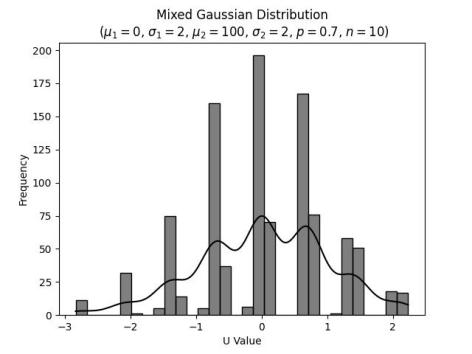 Mixed Gaussian Distribution
(μ₁ = 0, σ₁ = 2, μ₂ = 100, σ₂ = 2, p = 0.7, n = 10)
200
175
150
125
100
75
50
25
0
Frequency
−3 −2 −1 0 1 2
U Value